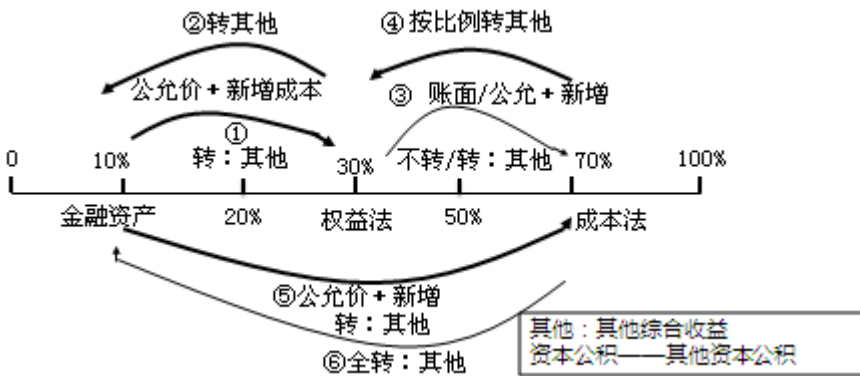 ②转其他
④按比例转其他
公允价＋新增成本
③ 账面/公允＋新增
①
转：其他
不转/转：其他
0
10%
30%
70%
100%
金融资产
20%
权益法
50%
成本法
⑤公允价＋新增
转：其他
⑥全转：其他
其他：其他综合收益
资本公积——其他资本公积